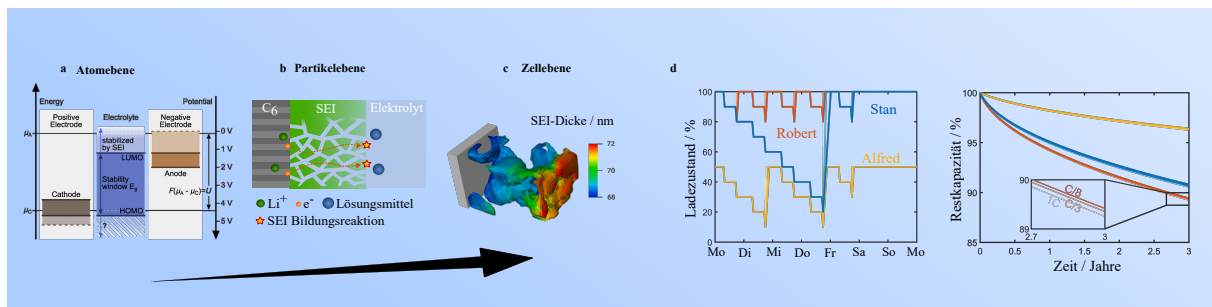 a Atomebene
Energy
Potential
Positive
Electrode
Electrolyte
Negative
Electrode
μA
stabilized
by SEI
LUMO
Stability
window Eg
HOMO
?
Cathode
μC
Anode
F(μA - μC)=U
0 V
1 V
2 V
3 V
4 V
5 V
b Partikelebene
C6
SEI
Elektrolyt
Li+ e- Lösungsmittel
SEI Bildungsreaktion
c Zellebene
SEI-Dicke / nm
72
70
68
d
Ladezustand / %
100
80
60
40
20
0
Stan
Robert
Alfred
Mo Di Mi Do Fr Sa So Mo
Restkapazität / %
100
95
90
85
90
89
2.7
3
C/8
C/3
TC
0 0.5 1 1.5 2 2.5 3
Zeit / Jahre